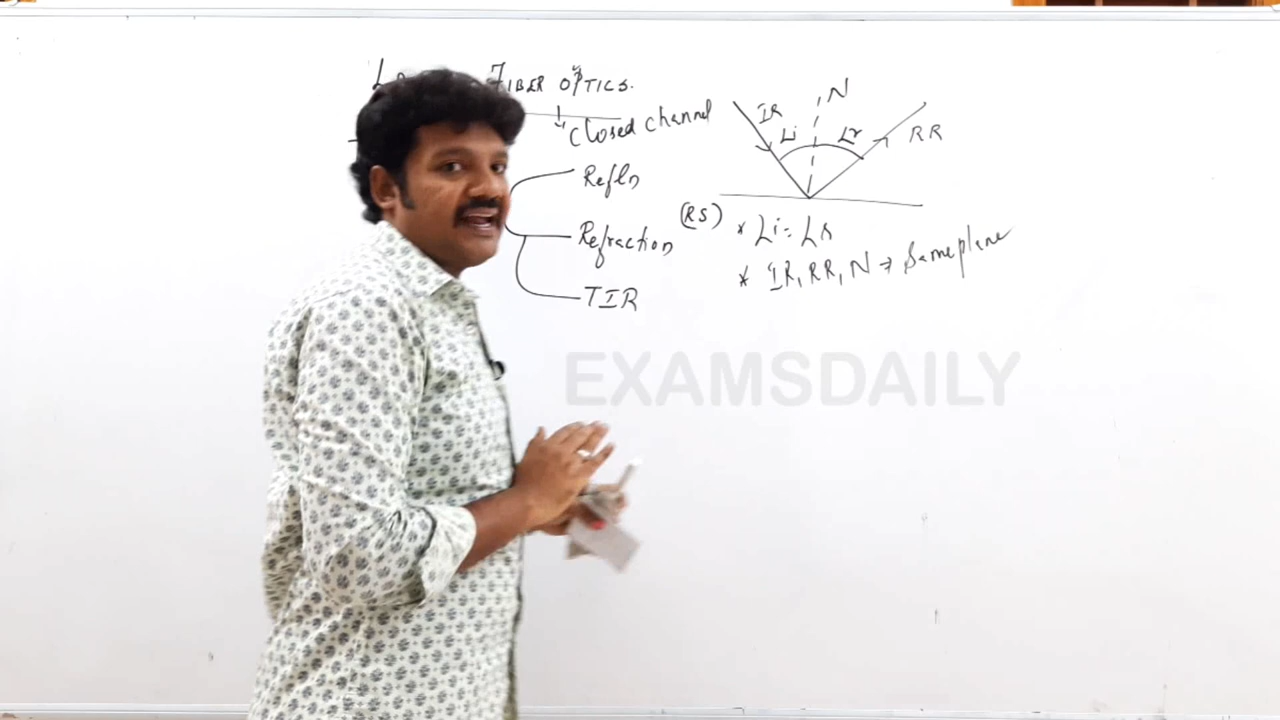 FIBER OPTICS.
Closed channel
Refln
Refraction
TIR
IR
N
∠i
∠r
RR
(RS)
* ∠i = ∠r
* IR, RR, N → Same plane
EXAMSDAILY